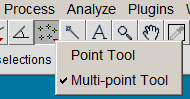 Process Analyze Plugins
A
selections
Point Tool
Multi-point Tool